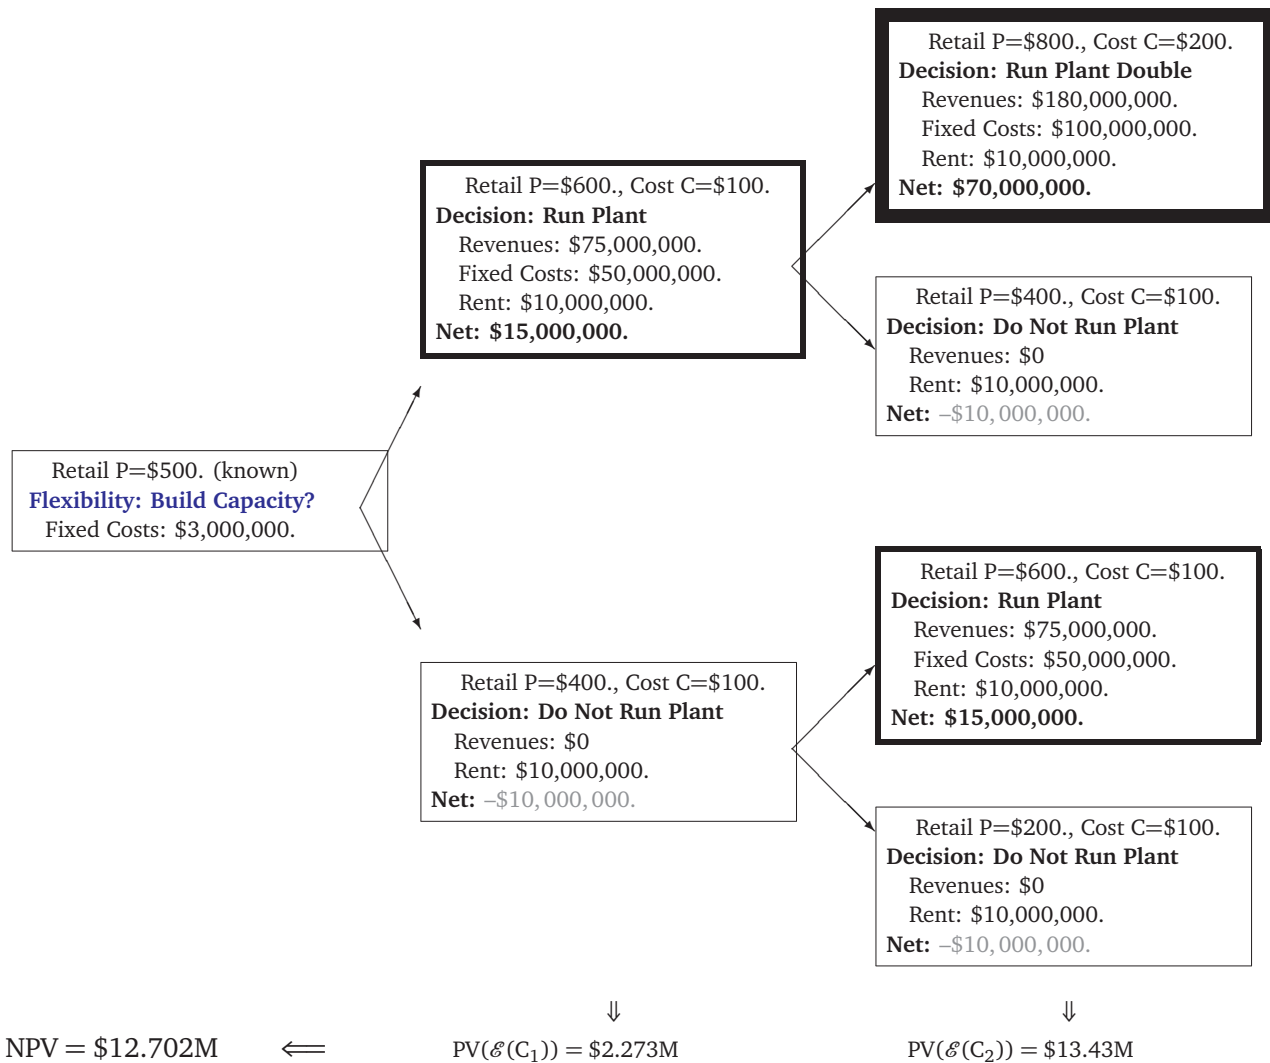 Retail P=$800., Cost C=$200.
Decision: Run Plant Double
Revenues: $180,000,000.
Fixed Costs: $100,000,000.
Rent: $10,000,000.
Net: $70,000,000.
Retail P=$600., Cost C=$100.
Decision: Run Plant
Revenues: $75,000,000.
Fixed Costs: $50,000,000.
Rent: $10,000,000.
Net: $15,000,000.
Retail P=$400., Cost C=$100.
Decision: Do Not Run Plant
Revenues: $0
Rent: $10,000,000.
Net: –$10,000,000.
Retail P=$500. (known)
Flexibility: Build Capacity?
Fixed Costs: $3,000,000.
Retail P=$600., Cost C=$100.
Decision: Run Plant
Revenues: $75,000,000.
Fixed Costs: $50,000,000.
Rent: $10,000,000.
Net: $15,000,000.
Retail P=$400., Cost C=$100.
Decision: Do Not Run Plant
Revenues: $0
Rent: $10,000,000.
Net: –$10,000,000.
Retail P=$200., Cost C=$100.
Decision: Do Not Run Plant
Revenues: $0
Rent: $10,000,000.
Net: –$10,000,000.
⇓ ⇓
NPV = $12.702M ⇐ PV(ℰ(C₁)) = $2.273M PV(ℰ(C₂)) = $13.43M